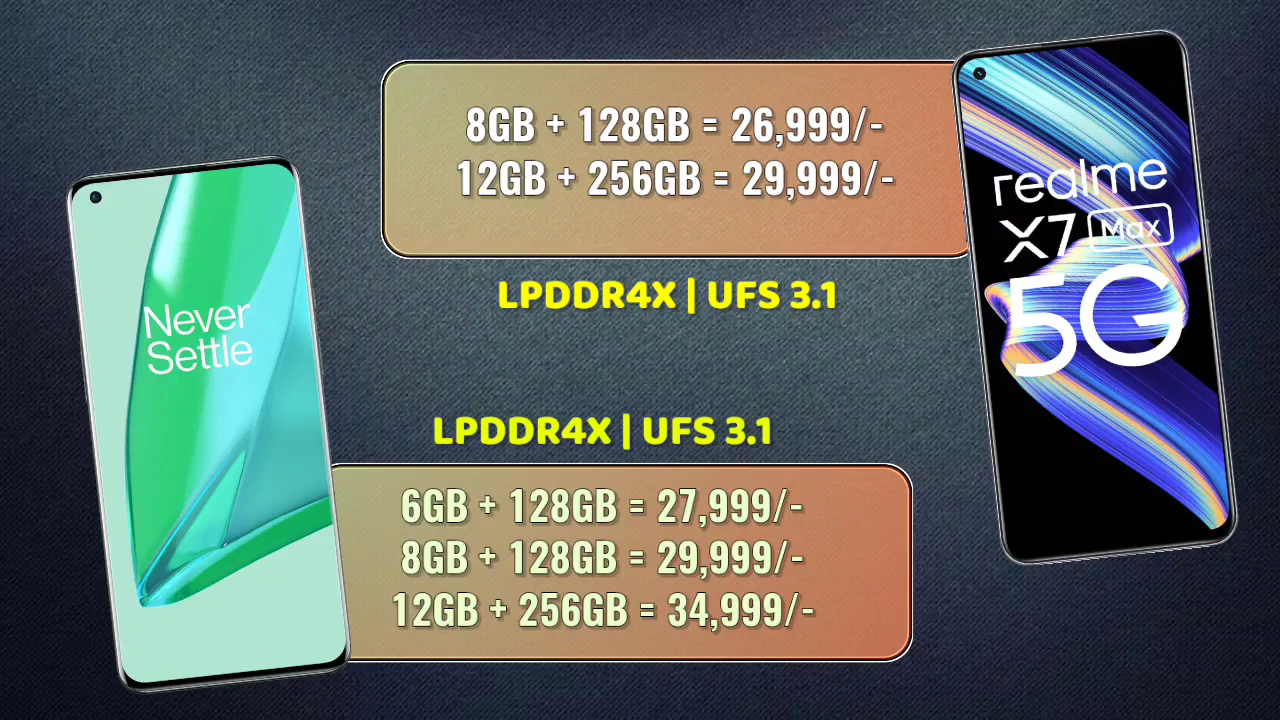 8GB + 128GB = 26,999/-
12GB + 256GB = 29,999/-
LPDDR4X | UFS 3.1
realme
X7 Max
5G
Never
Settle
LPDDR4X | UFS 3.1
6GB + 128GB = 27,999/-
8GB + 128GB = 29,999/-
12GB + 256GB = 34,999/-